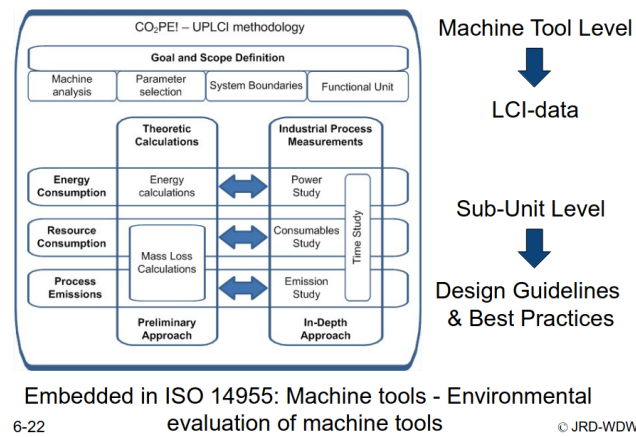 CO₂PE! – UPLCI methodology
Goal and Scope Definition
Machine
analysis
Parameter
selection
System Boundaries
Functional Unit
Theoretic
Calculations
Industrial Process
Measurements
Energy
Consumption
Energy
calculations
Power
Study
Resource
Consumption
Consumables
Study
Mass Loss
Calculations
Time Study
Process
Emissions
Emission
Study
Preliminary
Approach
In-Depth
Approach
Machine Tool Level
LCI-data
Sub-Unit Level
Design Guidelines
& Best Practices
Embedded in ISO 14955: Machine tools - Environmental
evaluation of machine tools
6-22
© JRD-WDW